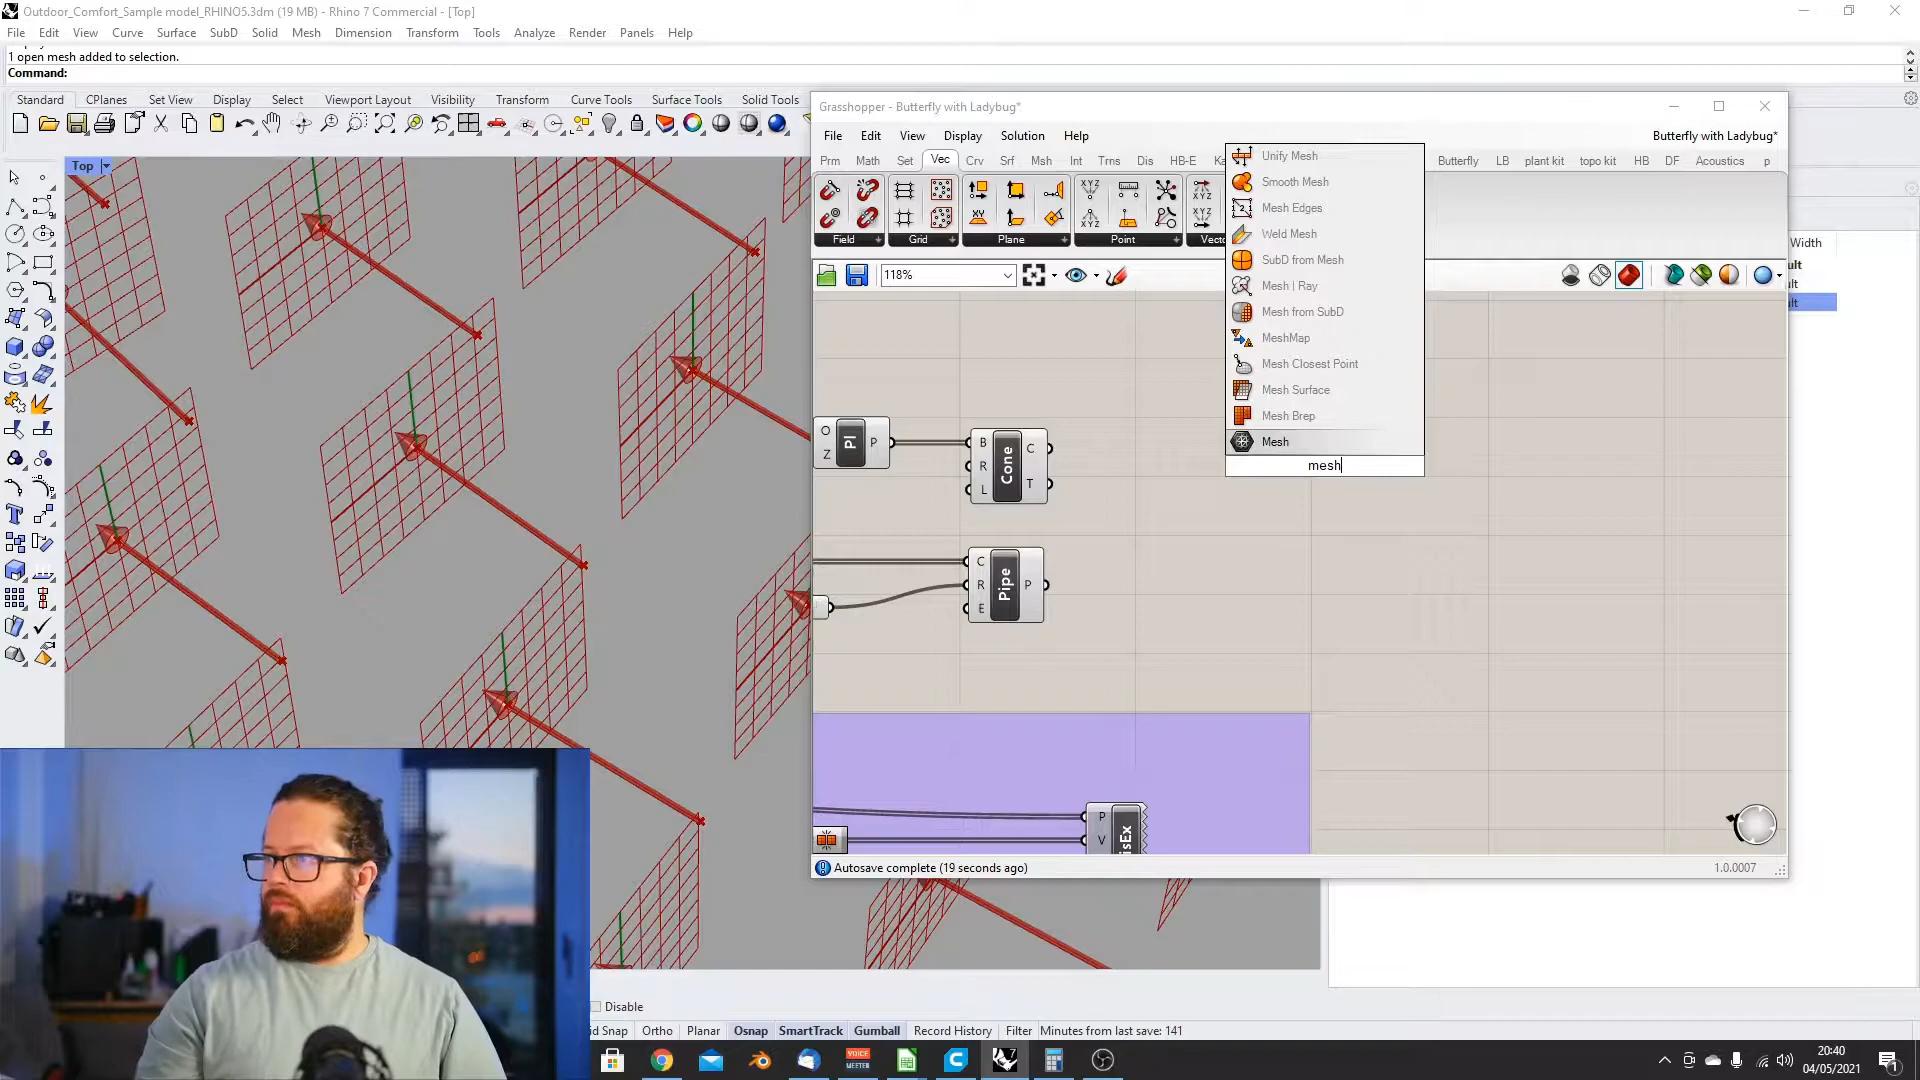 Outdoor_Comfort_Sample model_RHINO5.3dm (19 MB) - Rhino 7 Commercial - [Top]
File Edit View Curve Surface SubD Solid Mesh Dimension Transform Tools Analyze Render Panels Help
1 open mesh added to selection.
Command:
Standard CPlanes Set View Display Select Viewport Layout Visibility Transform Curve Tools Surface Tools Solid Tools
Top
Grasshopper - Butterfly with Ladybug*
File Edit View Display Solution Help Butterfly with Ladybug*
Prm Math Set Vec Crv Srf Msh Int Trns Dis HB-E Butterfly LB plant kit topo kit HB DF Acoustics p
Field Grid Plane Point
118%
Unify Mesh
Smooth Mesh
Mesh Edges
Weld Mesh
SubD from Mesh
Mesh | Ray
Mesh from SubD
MeshMap
Mesh Closest Point
Mesh Surface
Mesh Brep
Mesh
mesh
Width
O Z Pl P
B R L Cone C T
C R E Pipe P
P V
Autosave complete (19 seconds ago)
1.0.0007
Disable
Ortho Planar Osnap SmartTrack Gumball Record History Filter Minutes from last save: 141
VOICE MEETER
20:40
04/05/2021